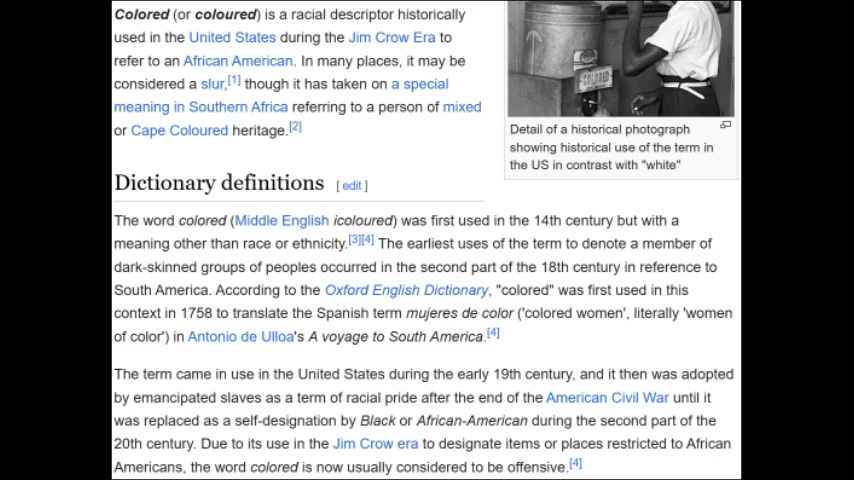 Colored (or coloured) is a racial descriptor historically
used in the United States during the Jim Crow Era to
refer to an African American. In many places, it may be
considered a slur,[1] though it has taken on a special
meaning in Southern Africa referring to a person of mixed
or Cape Coloured heritage.[2]
COLORED
Detail of a historical photograph
showing historical use of the term in
the US in contrast with "white"
Dictionary definitions [ edit ]
The word colored (Middle English icoloured) was first used in the 14th century but with a
meaning other than race or ethnicity.[3][4] The earliest uses of the term to denote a member of
dark-skinned groups of peoples occurred in the second part of the 18th century in reference to
South America. According to the Oxford English Dictionary, "colored" was first used in this
context in 1758 to translate the Spanish term mujeres de color ('colored women', literally 'women
of color') in Antonio de Ulloa's A voyage to South America.[4]
The term came in use in the United States during the early 19th century, and it then was adopted
by emancipated slaves as a term of racial pride after the end of the American Civil War until it
was replaced as a self-designation by Black or African-American during the second part of the
20th century. Due to its use in the Jim Crow era to designate items or places restricted to African
Americans, the word colored is now usually considered to be offensive.[4]